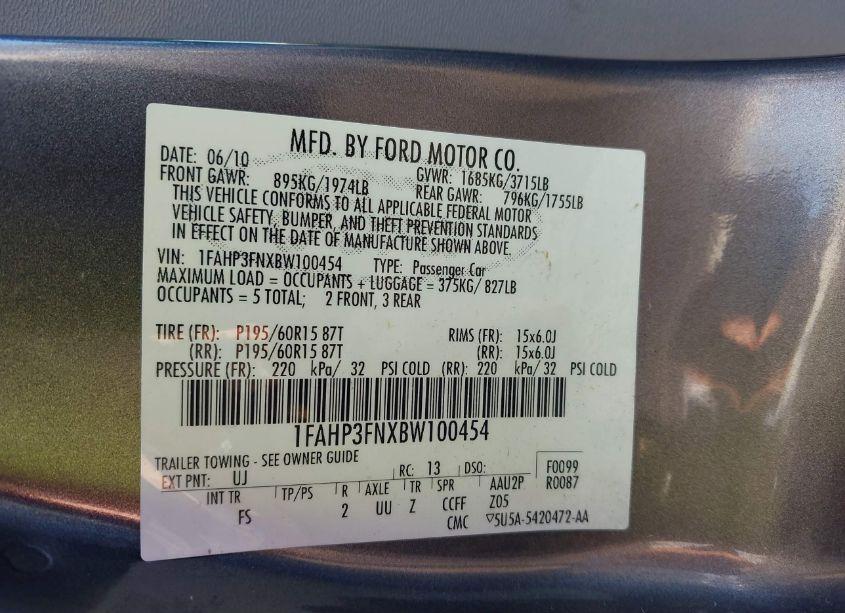 MFD. BY FORD MOTOR CO.
DATE: 06/10 GVWR: 1685KG/3715LB
FRONT GAWR: 895KG/1974LB REAR GAWR: 796KG/1755LB
THIS VEHICLE CONFORMS TO ALL APPLICABLE FEDERAL MOTOR
VEHICLE SAFETY, BUMPER, AND THEFT PREVENTION STANDARDS
IN EFFECT ON THE DATE OF MANUFACTURE SHOWN ABOVE.
VIN: 1FAHP3FNXBW100454 TYPE: Passenger Car
MAXIMUM LOAD = OCCUPANTS + LUGGAGE = 375KG/ 827LB
OCCUPANTS = 5 TOTAL; 2 FRONT, 3 REAR
TIRE (FR): P195/60R15 87T RIMS (FR): 15x6.0J
(RR): P195/60R15 87T (RR): 15x6.0J
PRESSURE (FR): 220 kPa/ 32 PSI COLD (RR): 220 kPa/ 32 PSI COLD
1FAHP3FNXBW100454
TRAILER TOWING - SEE OWNER GUIDE
EXT PNT: UJ RC: 13 DSO: F0099
R0087
INT TR TP/PS R AXLE TR SPR AAU2P
FS 2 UU Z CCFF Z05
CMC ▽5U5A-5420472-AA